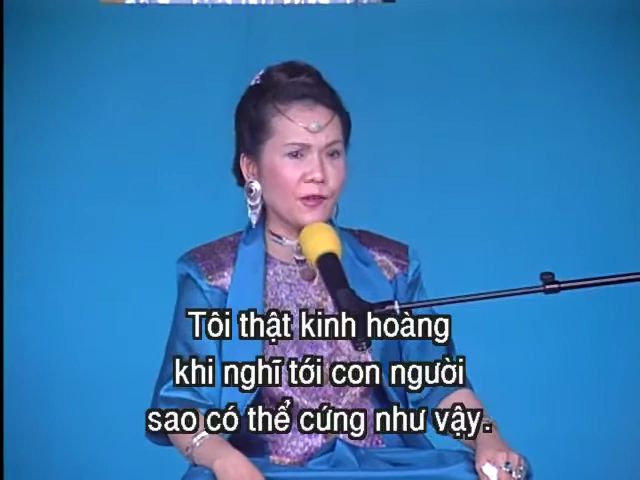 Tôi thật kinh hoàng
khi nghĩ tới con người
sao có thể cứng như vậy.